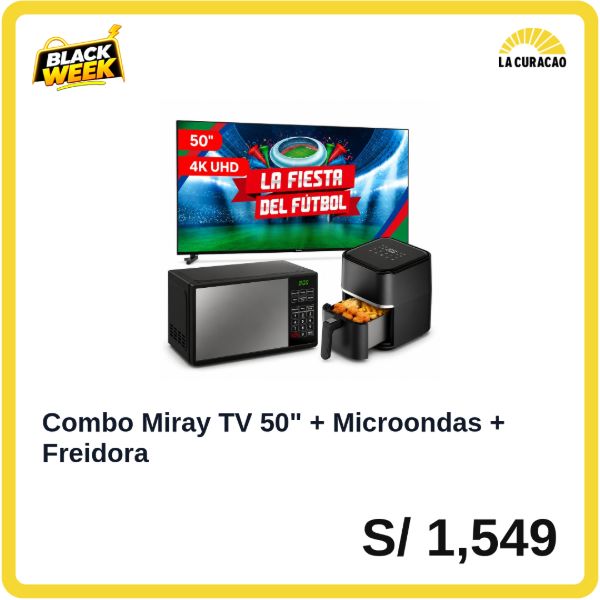 BLACK
WEEK
LA CURACAO
50"
4K UHD
LA FIESTA
DEL FÚTBOL
Combo Miray TV 50" + Microondas +
Freidora
S/ 1,549